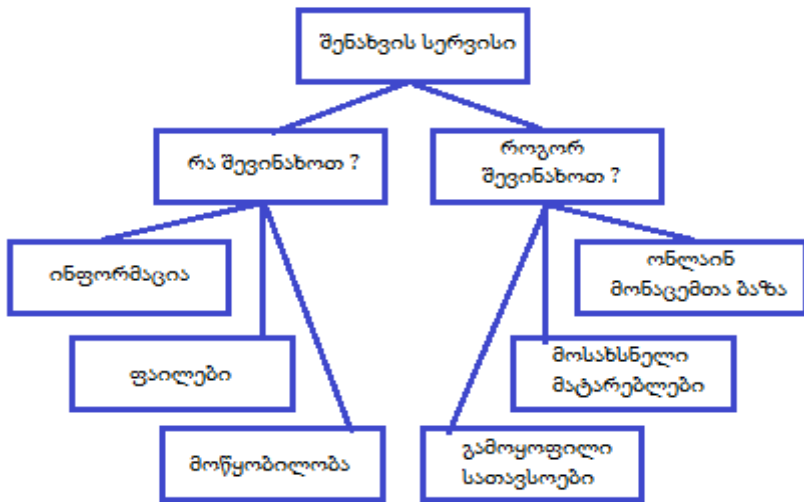 შენახვის სერვისი
რა შევინახოთ ?
როგორ
შევინახოთ ?
ინფორმაცია
ონლაინ
მონაცემთა ბაზა
ფაილები
მოსახსნელი
მატარებლები
მოწყობილობა
გამოყოფილი
სათავსოები